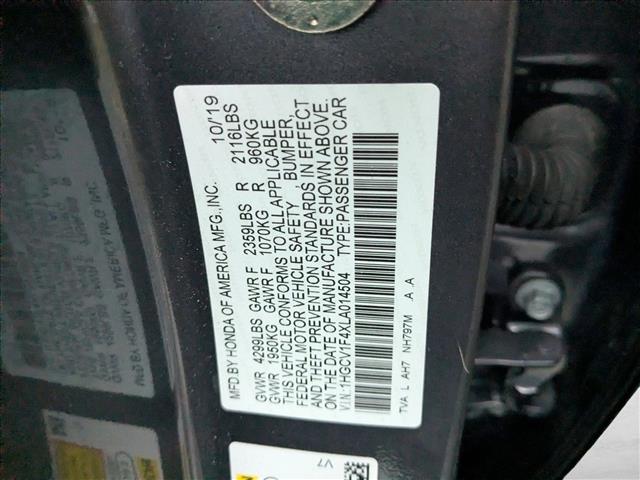 MFD.BY HONDA OF AMERICA MFG.,INC. 10/19
GVWR 4299LBS GAWR F 2359LBS R 2116LBS
GVWR 1950KG GAWR F 1070KG R 960KG
THIS VEHICLE CONFORMS TO ALL APPLICABLE
FEDERAL MOTOR VEHICLE SAFETY , BUMPER,
AND THEFT PREVENTION STANDARDS IN EFFECT
ON THE DATE OF MANUFACTURE SHOWN ABOVE.
V.I.N.:1HGCV1F4XLA014504 TYPE:PASSENGER CAR
TVA L AH7 NH797M A A
V7